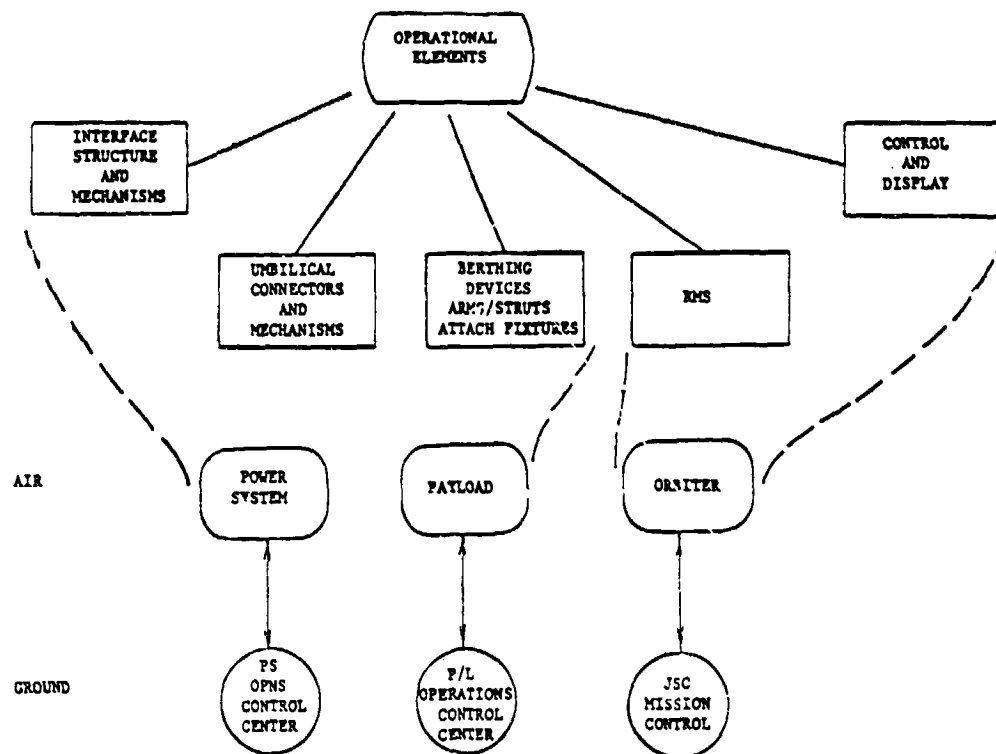 OPERATIONAL
ELEMENTS
INTERFACE
STRUCTURE
AND
MECHANISMS
CONTROL
AND
DISPLAY
UMBILICAL
CONNECTORS
AND
MECHANISMS
BERTHING
DEVICES
ARMS/STRUTS
ATTACH FIXTURES
RMS
AIR
POWER
SYSTEM
PAYLOAD
ORBITER
GROUND
PS
OPNS
CONTROL
CENTER
P/L
OPERATIONS
CONTROL
CENTER
JSC
MISSION
CONTROL